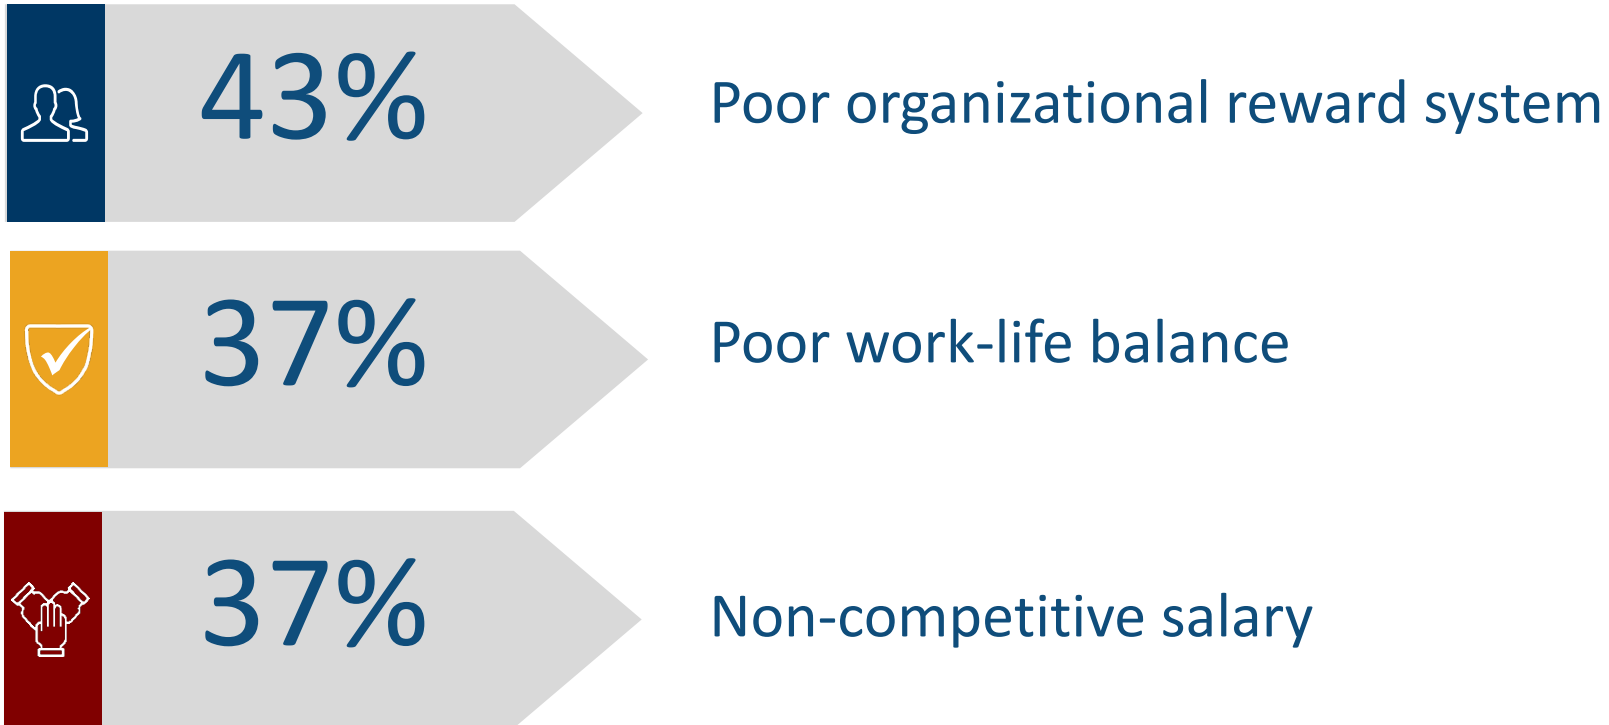 43%
Poor organizational reward system
37%
Poor work-life balance
37%
Non-competitive salary